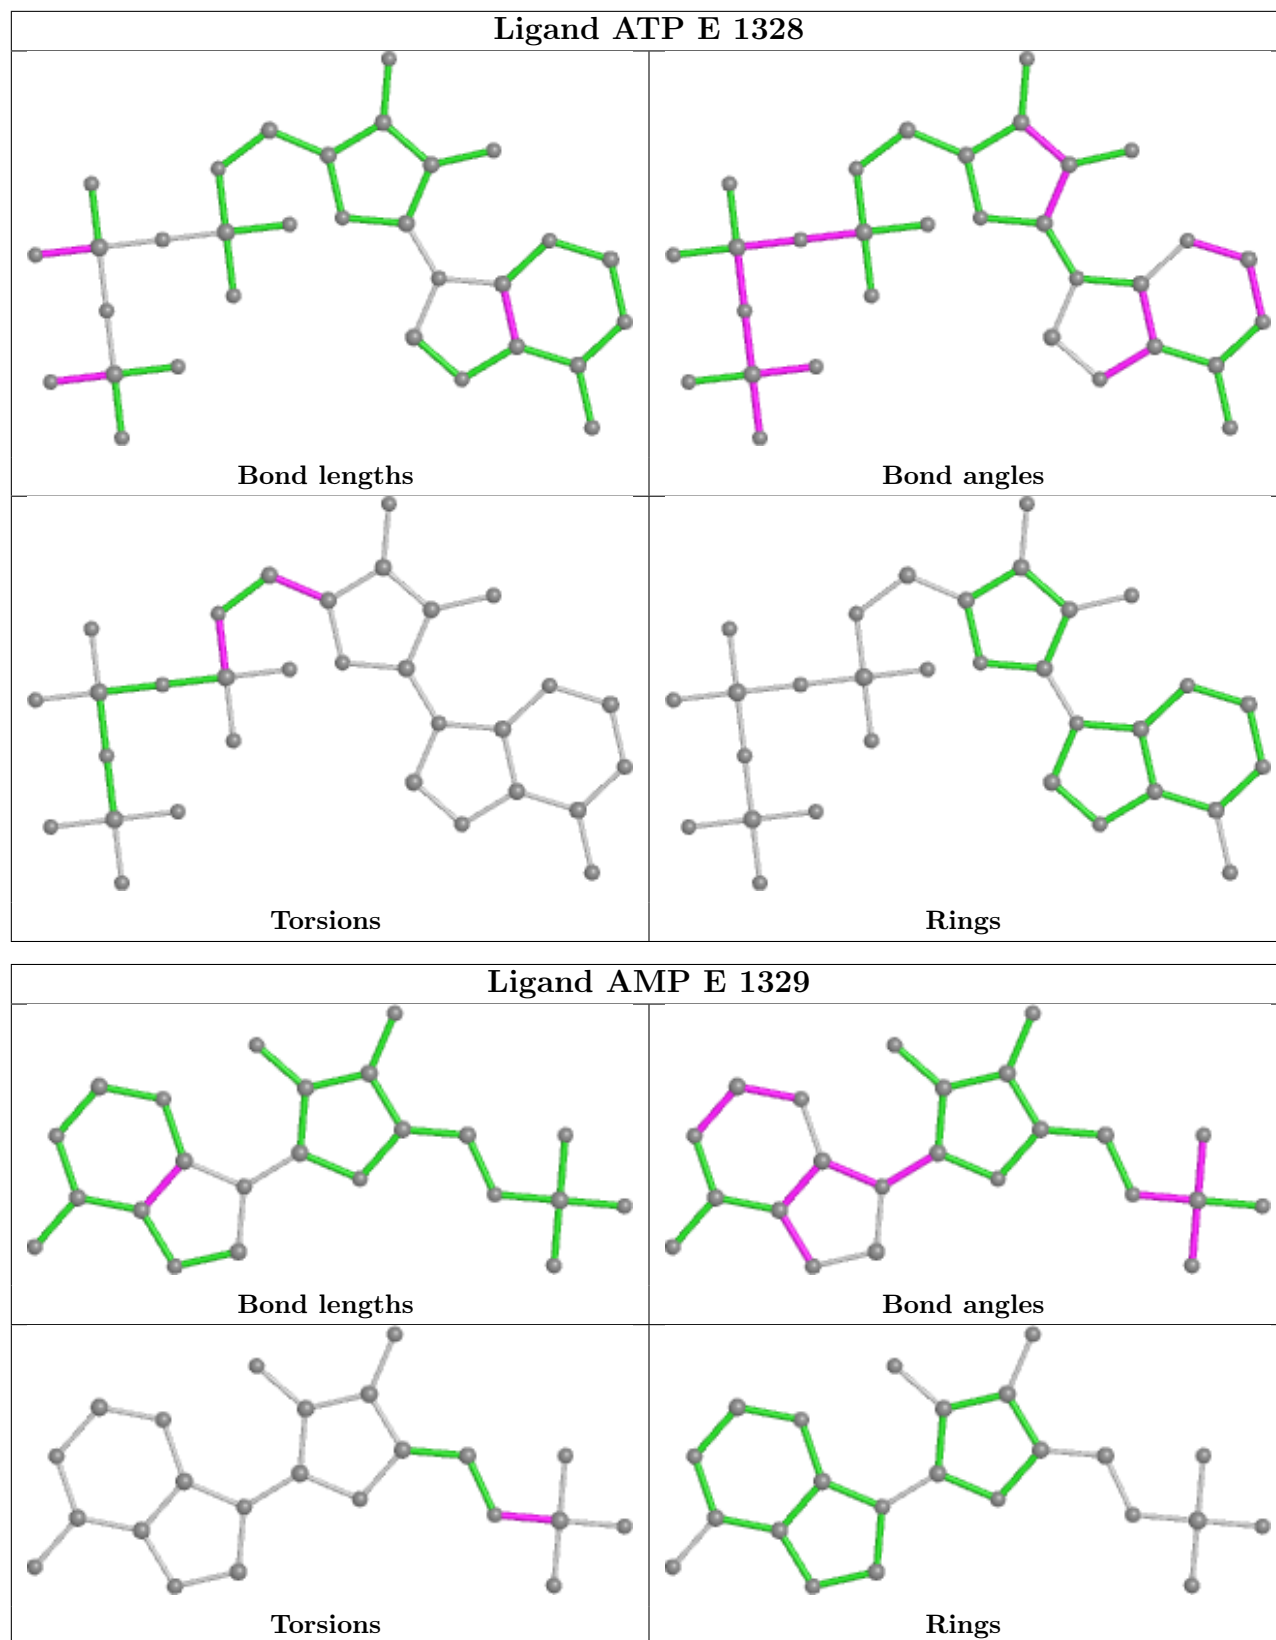 Ligand ATP E 1328
Bond lengths
Bond angles
Torsions
Rings
Ligand AMP E 1329
Bond lengths
Bond angles
Torsions
Rings